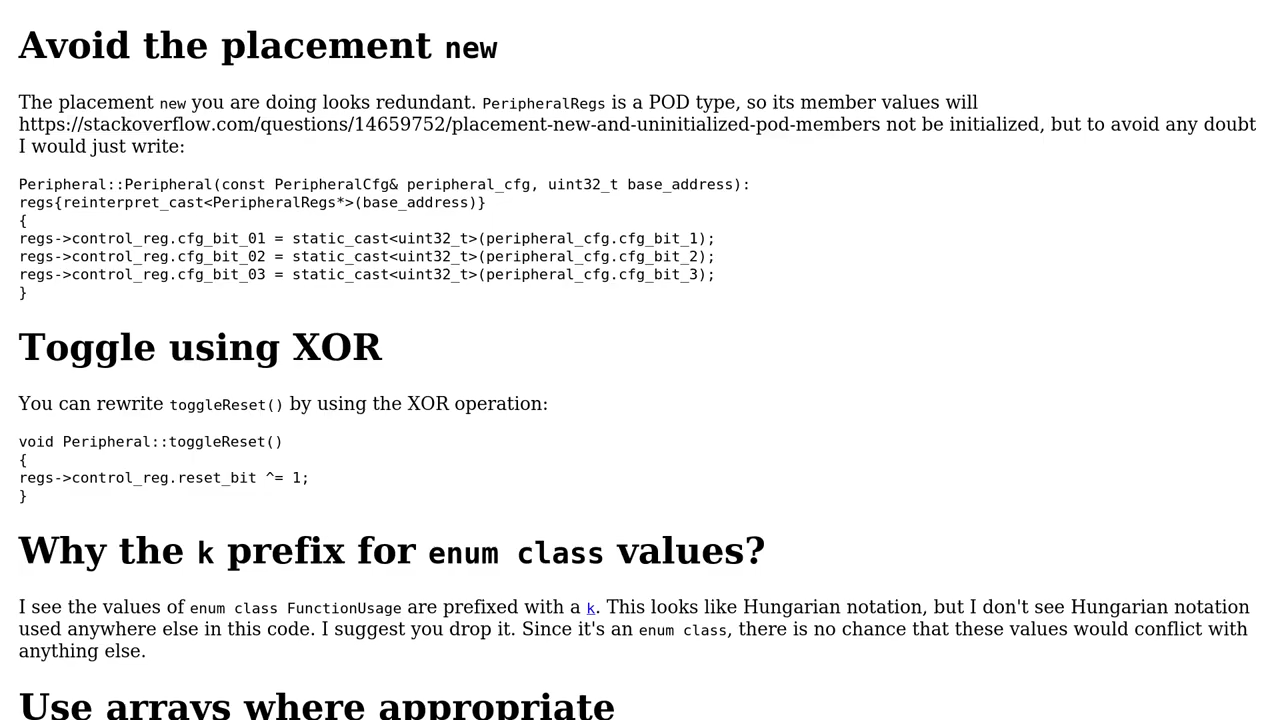 Avoid the placement new
The placement new you are doing looks redundant. PeripheralRegs is a POD type, so its member values will
https://stackoverflow.com/questions/14659752/placement-new-and-uninitialized-pod-members not be initialized, but to avoid any doubt
I would just write:
Peripheral::Peripheral(const PeripheralCfg& peripheral_cfg, uint32_t base_address):
regs{reinterpret_cast<PeripheralRegs*>(base_address)}
{
regs->control_reg.cfg_bit_01 = static_cast<uint32_t>(peripheral_cfg.cfg_bit_1);
regs->control_reg.cfg_bit_02 = static_cast<uint32_t>(peripheral_cfg.cfg_bit_2);
regs->control_reg.cfg_bit_03 = static_cast<uint32_t>(peripheral_cfg.cfg_bit_3);
}
Toggle using XOR
You can rewrite toggleReset() by using the XOR operation:
void Peripheral::toggleReset()
{
regs->control_reg.reset_bit ^= 1;
}
Why the k prefix for enum class values?
I see the values of enum class FunctionUsage are prefixed with a k. This looks like Hungarian notation, but I don't see Hungarian notation
used anywhere else in this code. I suggest you drop it. Since it's an enum class, there is no chance that these values would conflict with
anything else.
Use arrays where appropriate